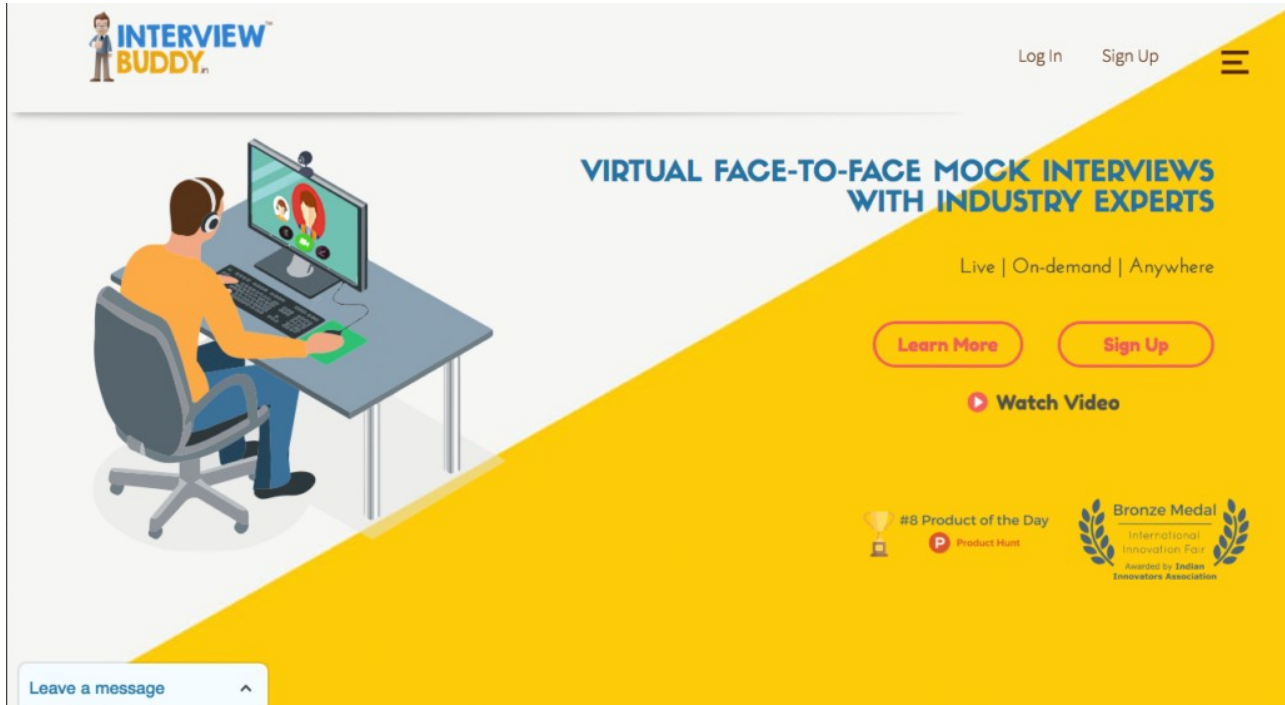 INTERVIEW™
BUDDY.in
Log In
Sign Up
VIRTUAL FACE-TO-FACE MOCK INTERVIEWS
WITH INDUSTRY EXPERTS
Live | On-demand | Anywhere
Learn More
Sign Up
Watch Video
#8 Product of the Day
P Product Hunt
Bronze Medal
International
Innovation Fair
Awarded by Indian
Innovators Association
Leave a message